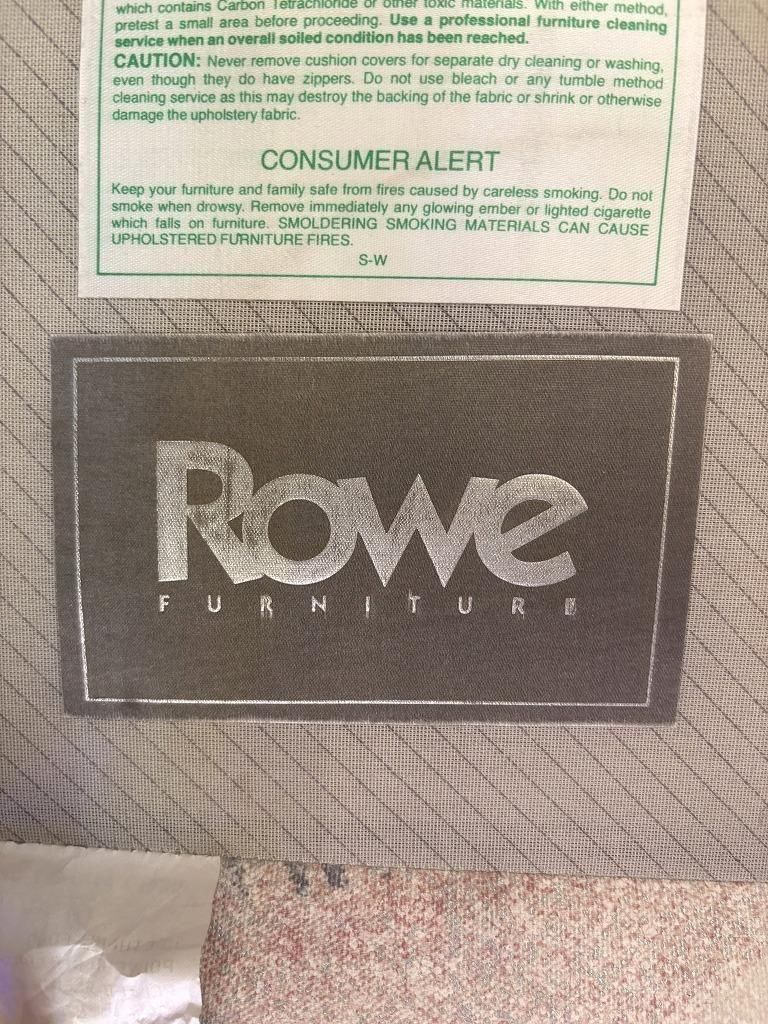 which contains Carbon Tetrachloride or other toxic materials. With either method,
pretest a small area before proceeding. Use a professional furniture cleaning
service when an overall soiled condition has been reached.
CAUTION: Never remove cushion covers for separate dry cleaning or washing,
even though they do have zippers. Do not use bleach or any tumble method
cleaning service as this may destroy the backing of the fabric or shrink or otherwise
damage the upholstery fabric.
CONSUMER ALERT
Keep your furniture and family safe from fires caused by careless smoking. Do not
smoke when drowsy. Remove immediately any glowing ember or lighted cigarette
which falls on furniture. SMOLDERING SMOKING MATERIALS CAN CAUSE
UPHOLSTERED FURNITURE FIRES.
S-W
Rowe
FURNITURE